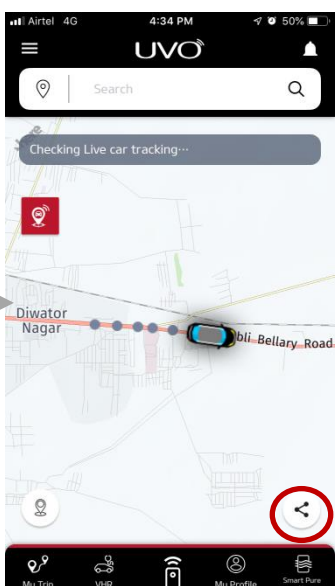 Airtel 4G 4:34 PM 50%
UVO
Search
Checking Live car tracking...
Diwator
Nagar
bli Bellary Road
My Trip VHR My Profile Smart Pure